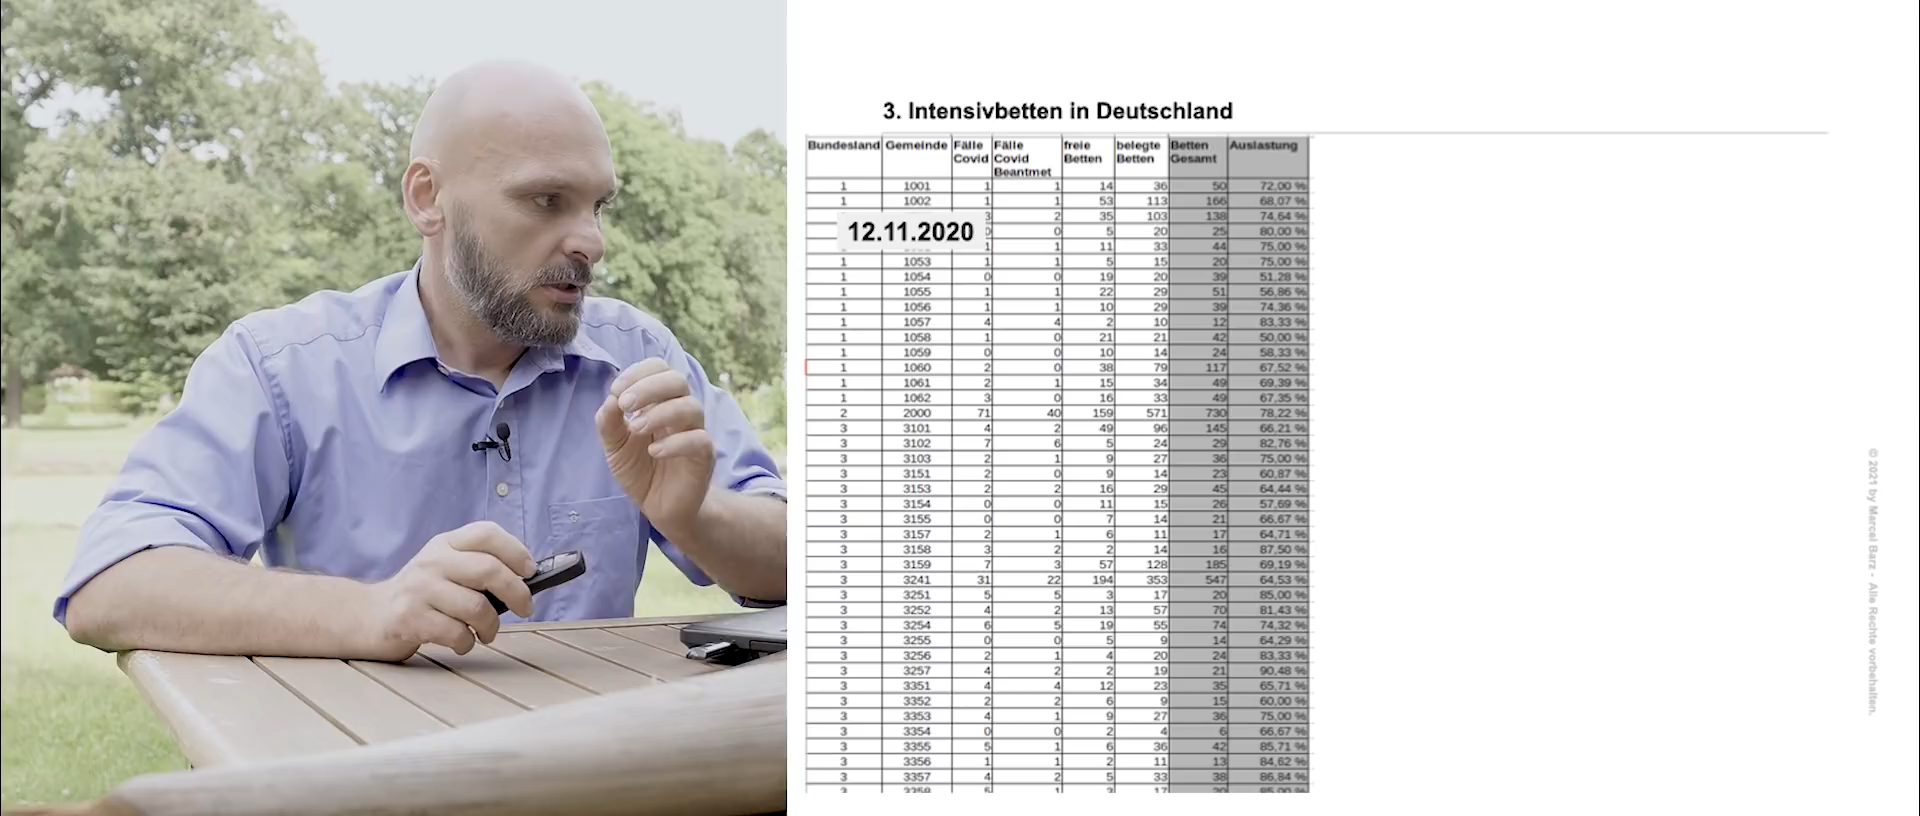 3. Intensivbetten in Deutschland
Bundesland Gemeinde Fälle Covid Fälle Covid Beantmet freie Betten belegte Betten Betten Gesamt Auslastung
1 1001 1 1 14 36 50 72,00 %
1 1002 1 1 53 113 166 68,07 %
3 2 35 103 138 74,64 %
12.11.2020
0 0 5 20 25 80,00 %
1 1 11 33 44 75,00 %
1 1053 1 1 5 15 20 75,00 %
1 1054 0 0 19 20 39 51,28 %
1 1055 1 1 22 29 51 56,86 %
1 1056 1 1 10 29 39 74,36 %
1 1057 4 4 2 10 12 83,33 %
1 1058 1 0 21 21 42 50,00 %
1 1059 0 0 10 14 24 58,33 %
1 1060 2 0 38 79 117 67,52 %
1 1061 2 1 15 34 49 69,39 %
1 1062 3 0 16 33 49 67,35 %
2 2000 71 40 159 571 730 78,22 %
3 3101 4 2 49 96 145 66,21 %
3 3102 7 6 5 24 29 82,76 %
3 3103 2 1 9 27 36 75,00 %
3 3151 2 0 9 14 23 60,87 %
3 3153 2 2 16 29 45 64,44 %
3 3154 0 0 11 15 26 57,69 %
3 3155 0 0 7 14 21 66,67 %
3 3157 2 1 6 11 17 64,71 %
3 3158 3 2 2 14 16 87,50 %
3 3159 7 3 57 128 185 69,19 %
3 3241 31 22 194 353 547 64,53 %
3 3251 5 5 3 17 20 85,00 %
3 3252 4 2 13 57 70 81,43 %
3 3254 6 5 19 55 74 74,32 %
3 3255 0 0 5 9 14 64,29 %
3 3256 2 1 4 20 24 83,33 %
3 3257 4 2 2 19 21 90,48 %
3 3351 4 4 12 23 35 65,71 %
3 3352 2 2 6 9 15 60,00 %
3 3353 4 1 9 27 36 75,00 %
3 3354 0 0 2 4 6 66,67 %
3 3355 5 1 6 36 42 85,71 %
3 3356 1 1 2 11 13 84,62 %
3 3357 4 2 5 33 38 86,84 %
3 3358 5 1 3 17 20 85,00 %
© 2021 by Marcel Barz - Alle Rechte vorbehalten.